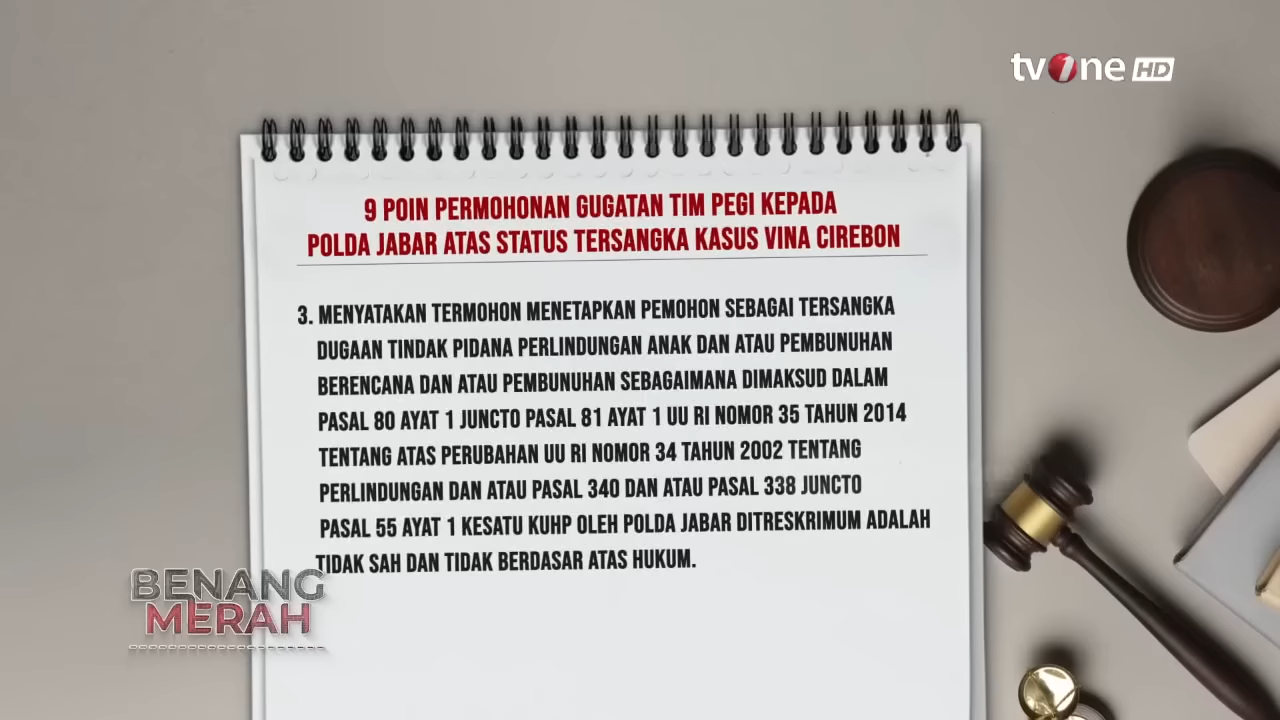 tvOne HD
9 POIN PERMOHONAN GUGATAN TIM PEGI KEPADA
POLDA JABAR ATAS STATUS TERSANGKA KASUS VINA CIREBON
3. MENYATAKAN TERMOHON MENETAPKAN PEMOHON SEBAGAI TERSANGKA
DUGAAN TINDAK PIDANA PERLINDUNGAN ANAK DAN ATAU PEMBUNUHAN
BERENCANA DAN ATAU PEMBUNUHAN SEBAGAIMANA DIMAKSUD DALAM
PASAL 80 AYAT 1 JUNCTO PASAL 81 AYAT 1 UU RI NOMOR 35 TAHUN 2014
TENTANG ATAS PERUBAHAN UU RI NOMOR 34 TAHUN 2002 TENTANG
PERLINDUNGAN DAN ATAU PASAL 340 DAN ATAU PASAL 338 JUNCTO
PASAL 55 AYAT 1 KESATU KUHP OLEH POLDA JABAR DITRESKRIMUM ADALAH
TIDAK SAH DAN TIDAK BERDASAR ATAS HUKUM.
BENANG
MERAH